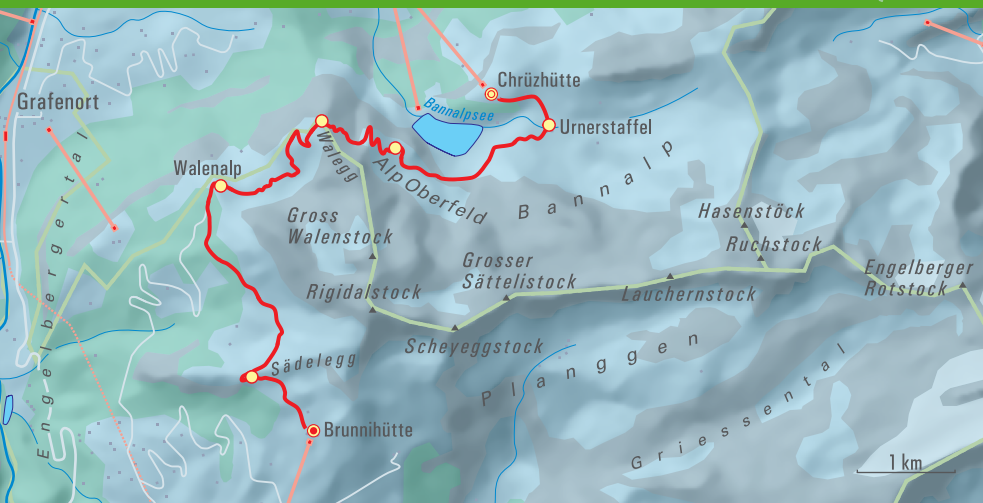 Chrüzhütte
Grafenort
Bannalpsee
Urnerstaffel
Walegg
Walenalp
Alp Oberfeld
Bannalp
Engelbergertal
Gross
Walenstock
Hasenstöck
Ruchstock
Grosser
Sättelistock
Engelberger
Rotstock
Rigidalstock
Lauchernstock
Scheyeggstock
Sädelegg
Planggen
Griessental
Brunnihütte
1 km